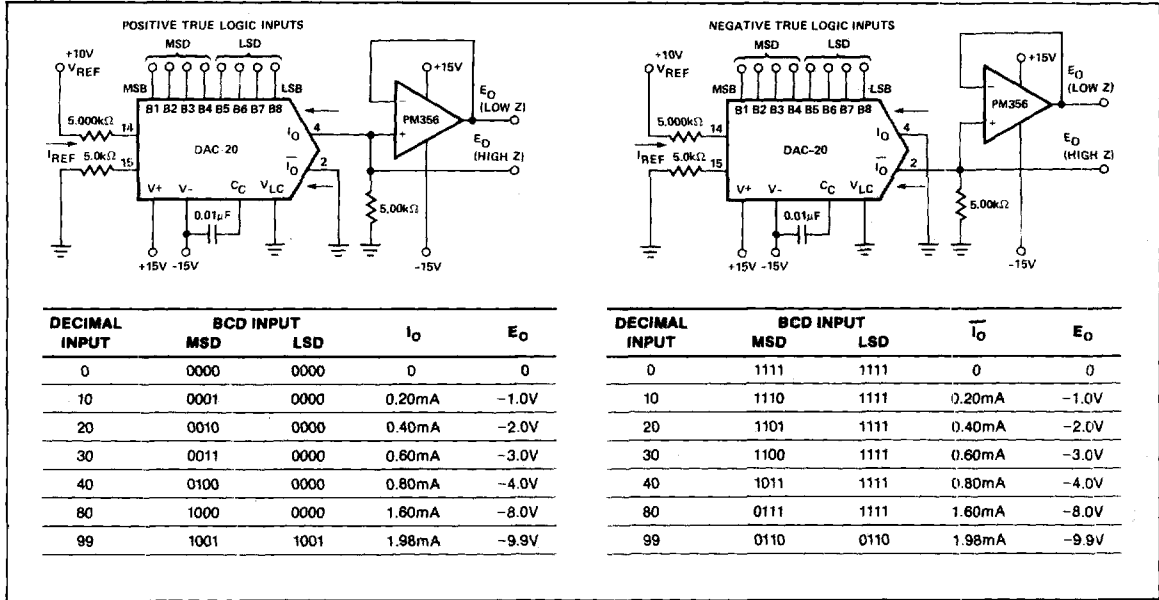 POSITIVE TRUE LOGIC INPUTS
MSD LSD
+10V
VREF
MSB LSB
B1 B2 B3 B4 B5 B6 B7 B8
5.000kΩ 14
IREF 5.0kΩ 15
DAC-20
IO 4
IO 2
V+ V- CC VLC
0.01µF
+15V -15V
+15V
PM356
EO
(LOW Z)
EO
(HIGH Z)
5.00kΩ
-15V
NEGATIVE TRUE LOGIC INPUTS
MSD LSD
+10V
VREF
MSB LSB
B1 B2 B3 B4 B5 B6 B7 B8
5.000kΩ 14
IREF 5.0kΩ 15
DAC-20
IO 4
IO 2
V+ V- CC VLC
0.01µF
+15V -15V
+15V
PM356
EO
(LOW Z)
EO
(HIGH Z)
5.00kΩ
-15V
DECIMAL INPUT BCD INPUT MSD LSD IO EO
0 0000 0000 0 0
10 0001 0000 0.20mA -1.0V
20 0010 0000 0.40mA -2.0V
30 0011 0000 0.60mA -3.0V
40 0100 0000 0.80mA -4.0V
80 1000 0000 1.60mA -8.0V
99 1001 1001 1.98mA -9.9V
DECIMAL INPUT BCD INPUT MSD LSD IO EO
0 1111 1111 0 0
10 1110 1111 0.20mA -1.0V
20 1101 1111 0.40mA -2.0V
30 1100 1111 0.60mA -3.0V
40 1011 1111 0.80mA -4.0V
80 0111 1111 1.60mA -8.0V
99 0110 0110 1.98mA -9.9V